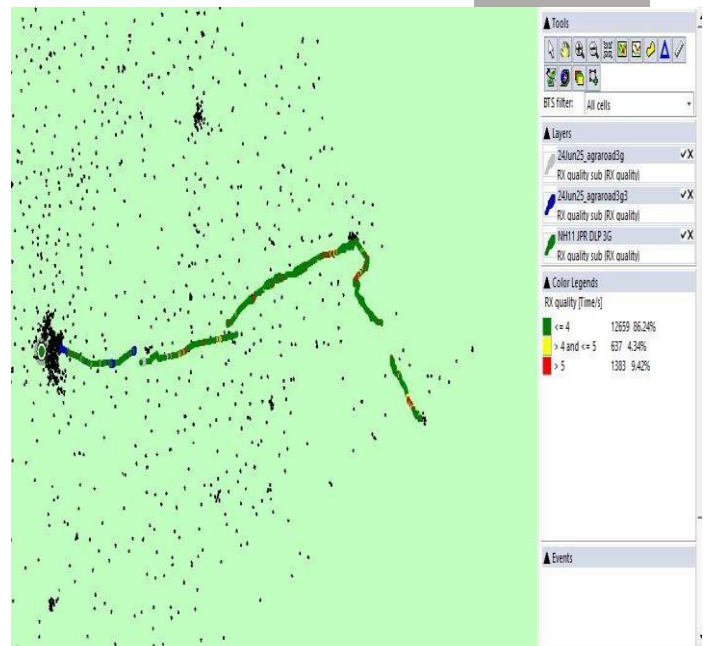 Tools
BTS filter: All cells
Layers
24Jun25_agraroad3g
RX quality sub (RX quality)
24Jun25_agraroad3g3
RX quality sub (RX quality)
NH11 JPR DLP 3G
RX quality sub (RX quality)
Color Legends
RX quality [Time/s]
<= 4 12659 86.24%
> 4 and <= 5 637 4.34%
> 5 1383 9.42%
Events